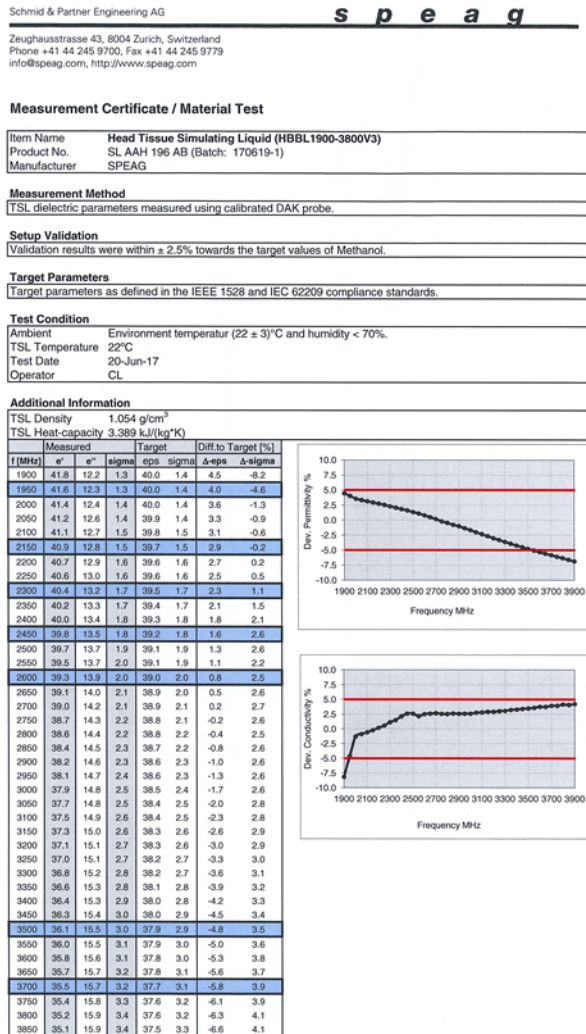 Schmid & Partner Engineering AG
s p e a g
Zeughausstrasse 43, 8004 Zurich, Switzerland
Phone +41 44 245 9700, Fax +41 44 245 9779
info@speag.com, http://www.speag.com
Measurement Certificate / Material Test
Item Name Head Tissue Simulating Liquid (HBBL1900-3800V3)
Product No. SL AAH 196 AB (Batch: 170619-1)
Manufacturer SPEAG
Measurement Method
TSL dielectric parameters measured using calibrated DAK probe.
Setup Validation
Validation results were within ± 2.5% towards the target values of Methanol.
Target Parameters
Target parameters as defined in the IEEE 1528 and IEC 62209 compliance standards.
Test Condition
Ambient Environment temperatur (22 ± 3)°C and humidity < 70%.
TSL Temperature 22°C
Test Date 20-Jun-17
Operator CL
Additional Information
TSL Density 1.054 g/cm³
TSL Heat-capacity 3.389 kJ/(kg*K)
Measured Target Diff.to Target [%]
f [MHz] e' e'' sigma eps sigma Δ-eps Δ-sigma
1900 41.8 12.2 1.3 40.0 1.4 4.5 -8.2
1950 41.6 12.3 1.3 40.0 1.4 4.0 -4.6
2000 41.4 12.4 1.4 40.0 1.4 3.6 -1.3
2050 41.2 12.6 1.4 39.9 1.4 3.3 -0.9
2100 41.1 12.7 1.5 39.8 1.5 3.1 -0.6
2150 40.9 12.8 1.5 39.7 1.5 2.9 -0.2
2200 40.7 12.9 1.6 39.6 1.6 2.7 0.2
2250 40.6 13.0 1.6 39.6 1.6 2.5 0.5
2300 40.4 13.2 1.7 39.5 1.7 2.3 1.1
2350 40.2 13.3 1.7 39.4 1.7 2.1 1.5
2400 40.0 13.4 1.8 39.3 1.8 1.8 2.1
2450 39.8 13.5 1.8 39.2 1.8 1.6 2.6
2500 39.7 13.7 1.9 39.1 1.9 1.3 2.6
2550 39.5 13.7 2.0 39.1 1.9 1.1 2.2
2600 39.3 13.9 2.0 39.0 2.0 0.8 2.5
2650 39.1 14.0 2.1 38.9 2.0 0.5 2.6
2700 39.0 14.2 2.1 38.9 2.1 0.2 2.7
2750 38.7 14.3 2.2 38.8 2.1 -0.2 2.6
2800 38.6 14.4 2.2 38.8 2.2 -0.4 2.5
2850 38.4 14.5 2.3 38.7 2.2 -0.8 2.6
2900 38.2 14.6 2.3 38.6 2.3 -1.0 2.6
2950 38.1 14.7 2.4 38.6 2.3 -1.3 2.6
3000 37.9 14.8 2.5 38.5 2.4 -1.7 2.6
3050 37.7 14.8 2.5 38.4 2.5 -2.0 2.8
3100 37.5 14.9 2.6 38.4 2.5 -2.3 2.8
3150 37.3 15.0 2.6 38.3 2.6 -2.6 2.9
3200 37.1 15.1 2.7 38.3 2.6 -3.0 2.9
3250 37.0 15.1 2.7 38.2 2.7 -3.3 3.0
3300 36.8 15.2 2.8 38.2 2.7 -3.6 3.1
3350 36.6 15.3 2.8 38.1 2.8 -3.9 3.2
3400 36.4 15.3 2.9 38.0 2.8 -4.2 3.3
3450 36.3 15.4 3.0 38.0 2.9 -4.5 3.4
3500 36.1 15.5 3.0 37.9 2.9 -4.8 3.5
3550 36.0 15.5 3.1 37.9 3.0 -5.0 3.6
3600 35.8 15.6 3.1 37.8 3.0 -5.3 3.8
3650 35.7 15.7 3.2 37.8 3.1 -5.6 3.7
3700 35.5 15.7 3.2 37.7 3.1 -5.8 3.9
3750 35.4 15.8 3.3 37.6 3.2 -6.1 3.9
3800 35.2 15.9 3.4 37.6 3.2 -6.3 4.1
3850 35.1 15.9 3.4 37.5 3.3 -6.6 4.1
Dev. Permittivity %
10.0
7.5
5.0
2.5
0.0
-2.5
-5.0
-7.5
-10.0
1900 2100 2300 2500 2700 2900 3100 3300 3500 3700 3900
Frequency MHz
Dev. Conductivity %
10.0
7.5
5.0
2.5
0.0
-2.5
-5.0
-7.5
-10.0
1900 2100 2300 2500 2700 2900 3100 3300 3500 3700 3900
Frequency MHz